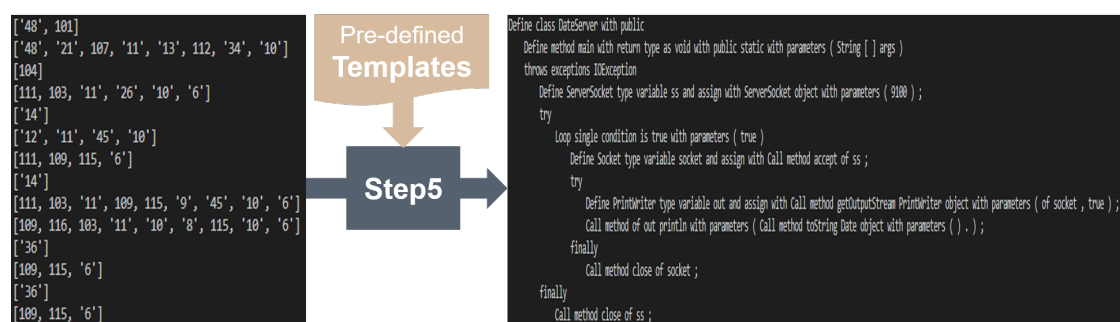 ['48', 101]
['48', '21', 107, '11', '13', 112, '34', '10']
[104]
[111, 103, '11', '26', '10', '6']
['14']
['12', '11', '45', '10']
[111, 109, 115, '6']
['14']
[111, 103, '11', 109, 115, '9', '45', '10', '6']
[109, 116, 103, '11', '10', '8', 115, '10', '6']
['36']
[109, 115, '6']
['36']
[109, 115, '6']
Pre-defined
Templates
Step5
Define class DateServer with public
Define method main with return type as void with public static with parameters ( String [ ] args )
throws exceptions IOException
Define ServerSocket type variable ss and assign with ServerSocket object with parameters ( 9100 ) ;
try
Loop single condition is true with parameters ( true )
Define Socket type variable socket and assign with Call method accept of ss ;
try
Define PrintWriter type variable out and assign with Call method getOutputStream PrintWriter object with parameters ( of socket , true ) ;
Call method of out println with parameters ( Call method toString Date object with parameters ( ) . ) ;
finally
Call method close of socket ;
finally
Call method close of ss ;